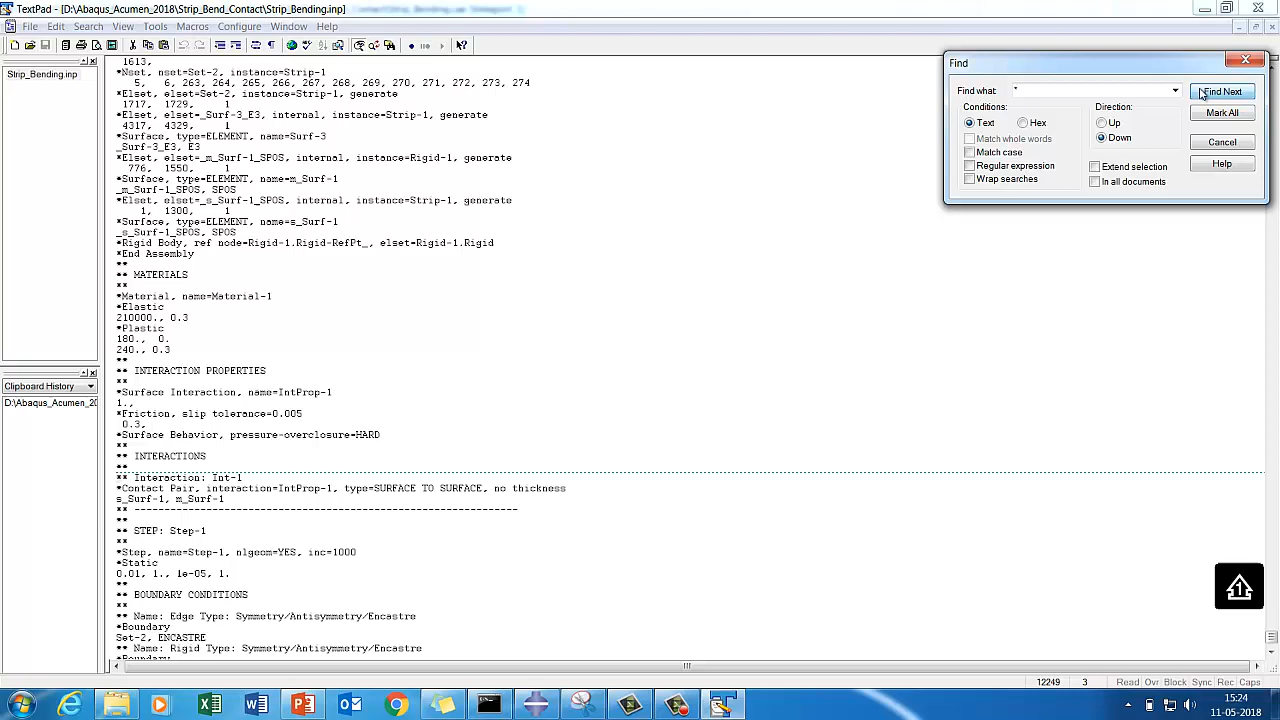 TextPad - [D:\Abaqus_Acumen_2018\Strip_Bend_Contact\Strip_Bending.inp]
File Edit Search View Tools Macros Configure Window Help
Strip_Bending.inp
Clipboard History
D:\Abaqus_Acumen_20
1613,
*Nset, nset=Set-2, instance=Strip-1
5, 6, 263, 264, 265, 266, 267, 268, 269, 270, 271, 272, 273, 274
*Elset, elset=Set-2, instance=Strip-1, generate
1717, 1729, 1
*Elset, elset=_Surf-3_E3, internal, instance=Strip-1, generate
4317, 4329, 1
*Surface, type=ELEMENT, name=Surf-3
_Surf-3_E3, E3
*Elset, elset=_m_Surf-1_SPOS, internal, instance=Rigid-1, generate
776, 1550, 1
*Surface, type=ELEMENT, name=m_Surf-1
_m_Surf-1_SPOS, SPOS
*Elset, elset=_s_Surf-1_SPOS, internal, instance=Strip-1, generate
1, 1300, 1
*Surface, type=ELEMENT, name=s_Surf-1
_s_Surf-1_SPOS, SPOS
*Rigid Body, ref node=Rigid-1.Rigid-RefPt_, elset=Rigid-1.Rigid
*End Assembly
**
** MATERIALS
**
*Material, name=Material-1
*Elastic
210000., 0.3
*Plastic
180., 0.
240., 0.3
**
** INTERACTION PROPERTIES
**
*Surface Interaction, name=IntProp-1
1.,
*Friction, slip tolerance=0.005
0.3,
*Surface Behavior, pressure-overclosure=HARD
**
** INTERACTIONS
**
** Interaction: Int-1
*Contact Pair, interaction=IntProp-1, type=SURFACE TO SURFACE, no thickness
s_Surf-1, m_Surf-1
** ----------------------------------------------------------------
**
** STEP: Step-1
**
*Step, name=Step-1, nlgeom=YES, inc=1000
*Static
0.01, 1., 1e-05, 1.
**
** BOUNDARY CONDITIONS
**
** Name: Edge Type: Symmetry/Antisymmetry/Encastre
*Boundary
Set-2, ENCASTRE
** Name: Rigid Type: Symmetry/Antisymmetry/Encastre
*Boundary
Find
Find what: *
Find Next
Conditions:
Direction:
Mark All
Text Hex
Up
Match whole words
Down
Cancel
Match case
Regular expression
Extend selection
Help
Wrap searches
In all documents
1
12249 3 Read Ovr Block Sync Rec Caps
15:24
11-05-2018